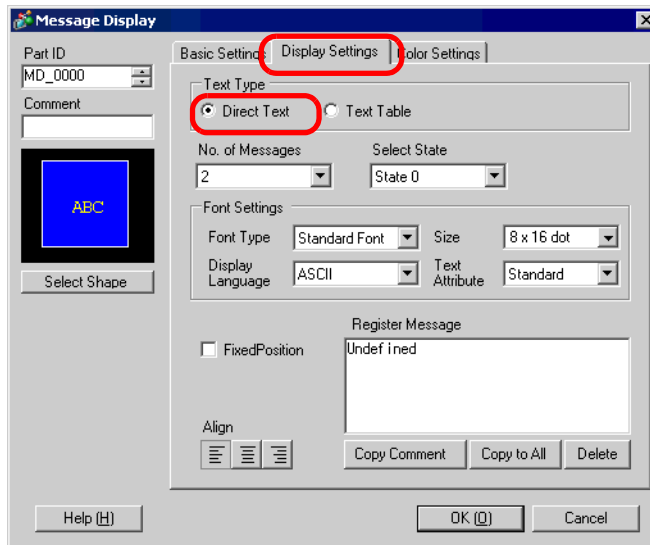 Message Display
Part ID
MD_0000
Comment
ABC
Select Shape
Basic Settings Display Settings Color Settings
Text Type
Direct Text Text Table
No. of Messages Select State
2 State 0
Font Settings
Font Type Standard Font Size 8 x 16 dot
Display Language ASCII Text Attribute Standard
Register Message
FixedPosition Undefined
Align
Copy Comment Copy to All Delete
Help (H) OK (O) Cancel